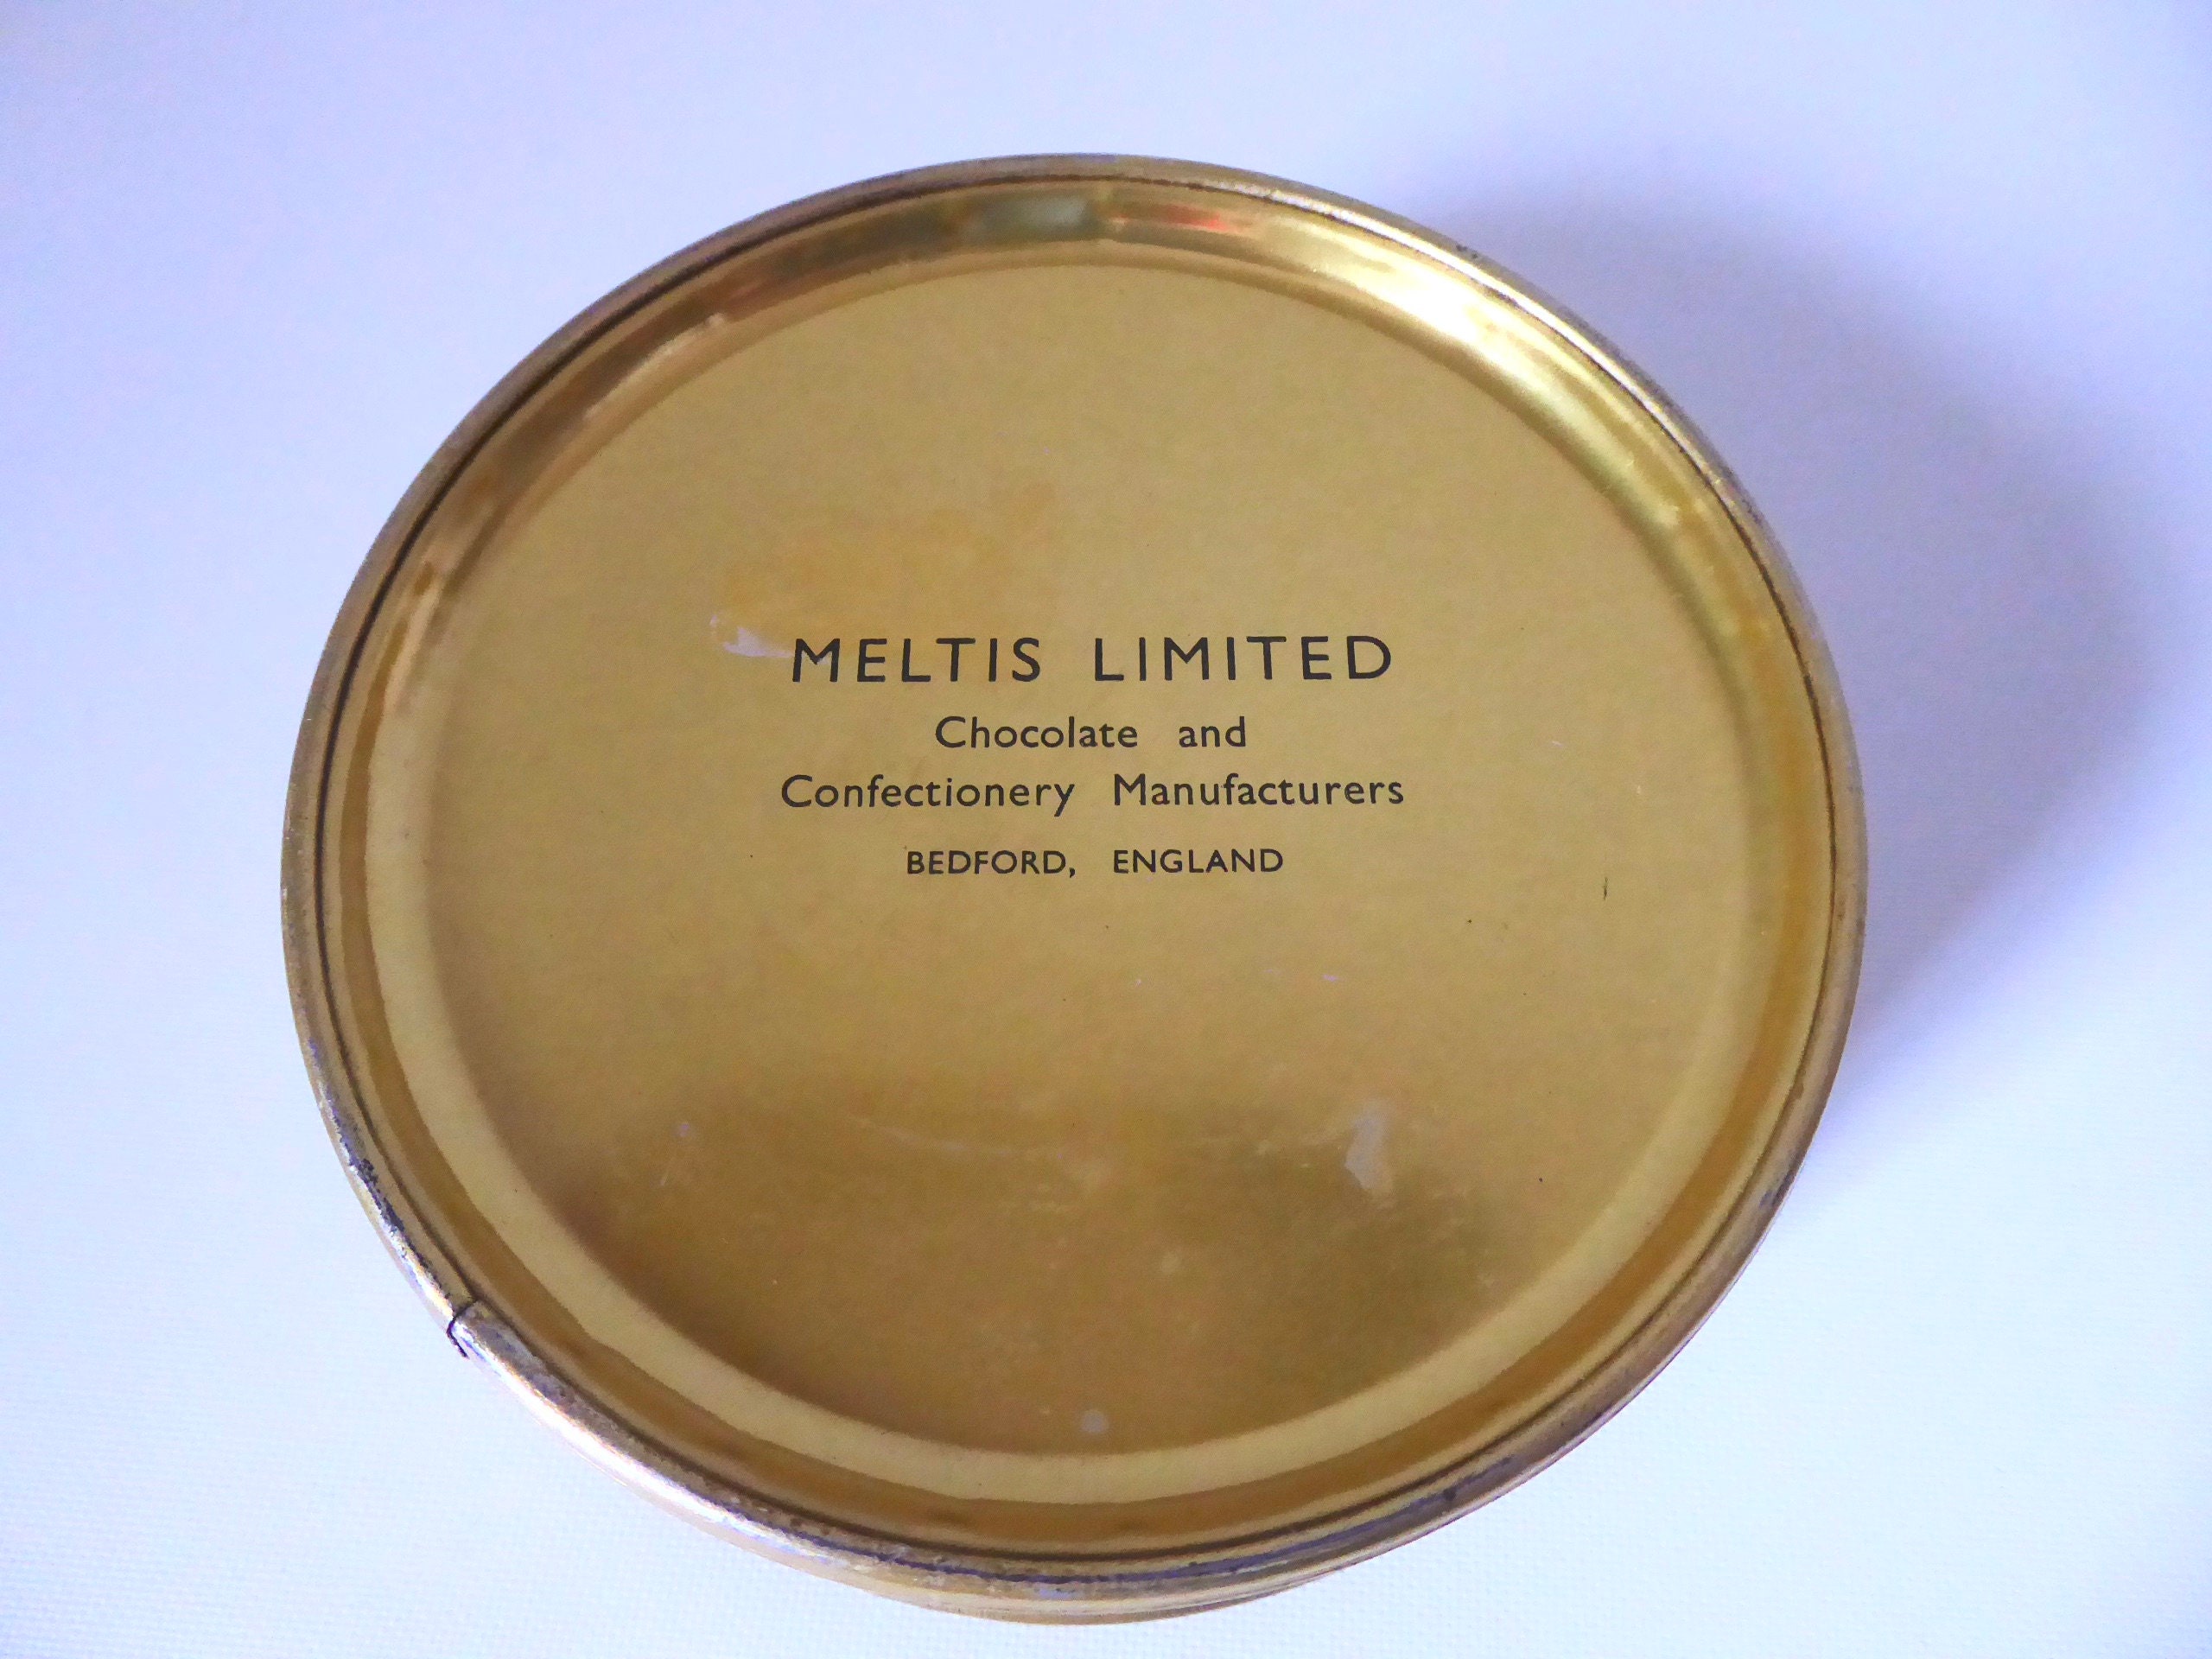 MELTIS LIMITED
Chocolate and
Confectionery Manufacturers
BEDFORD, ENGLAND